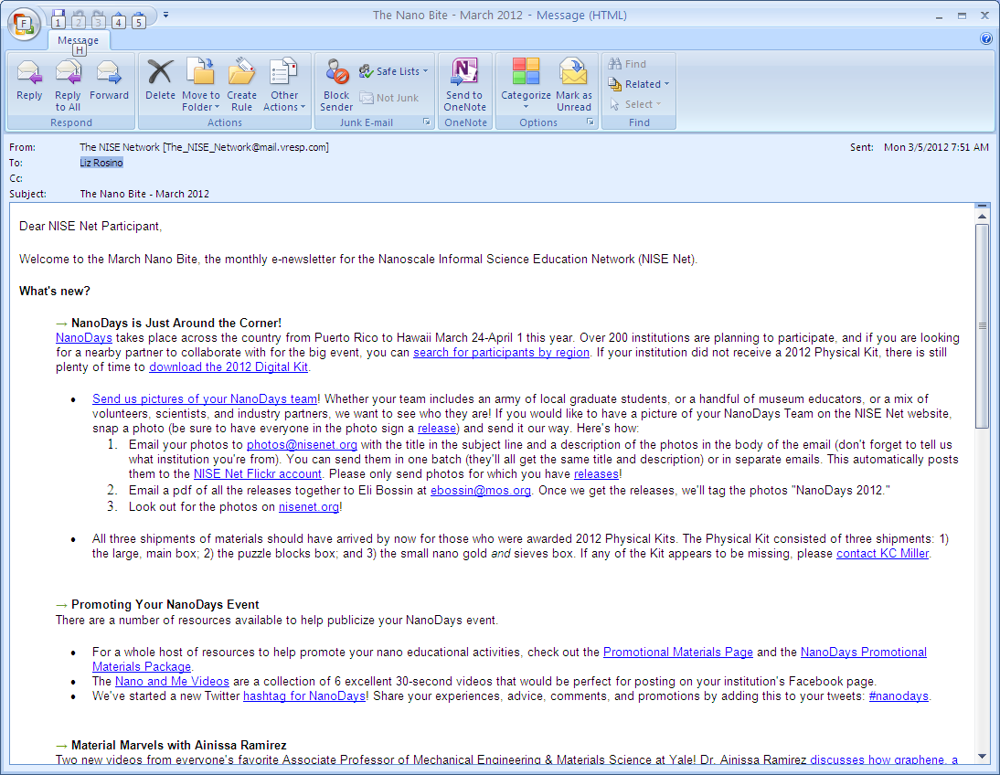 The Nano Bite - March 2012 - Message (HTML)
F 1 2 3 4 5
Message
H
Reply
Reply to All
Forward
Respond
Delete
Move to Folder
Create Rule
Other Actions
Actions
Block Sender
Safe Lists
Not Junk
Junk E-mail
Send to OneNote
OneNote
Categorize
Mark as Unread
Options
Find
Related
Select
Find
From: The NISE Network [The_NISE_Network@mail.vresp.com] Sent: Mon 3/5/2012 7:51 AM
To: Liz Rosino
Cc:
Subject: The Nano Bite - March 2012
Dear NISE Net Participant,
Welcome to the March Nano Bite, the monthly e-newsletter for the Nanoscale Informal Science Education Network (NISE Net).
What's new?
→ NanoDays is Just Around the Corner!
NanoDays takes place across the country from Puerto Rico to Hawaii March 24-April 1 this year. Over 200 institutions are planning to participate, and if you are looking
for a nearby partner to collaborate with for the big event, you can search for participants by region. If your institution did not receive a 2012 Physical Kit, there is still
plenty of time to download the 2012 Digital Kit.
• Send us pictures of your NanoDays team! Whether your team includes an army of local graduate students, or a handful of museum educators, or a mix of
volunteers, scientists, and industry partners, we want to see who they are! If you would like to have a picture of your NanoDays Team on the NISE Net website,
snap a photo (be sure to have everyone in the photo sign a release) and send it our way. Here's how:
1. Email your photos to photos@nisenet.org with the title in the subject line and a description of the photos in the body of the email (don't forget to tell us
what institution you're from). You can send them in one batch (they'll all get the same title and description) or in separate emails. This automatically posts
them to the NISE Net Flickr account. Please only send photos for which you have releases!
2. Email a pdf of all the releases together to Eli Bossin at ebossin@mos.org. Once we get the releases, we'll tag the photos "NanoDays 2012."
3. Look out for the photos on nisenet.org!
• All three shipments of materials should have arrived by now for those who were awarded 2012 Physical Kits. The Physical Kit consisted of three shipments: 1)
the large, main box; 2) the puzzle blocks box; and 3) the small nano gold and sieves box. If any of the Kit appears to be missing, please contact KC Miller.
→ Promoting Your NanoDays Event
There are a number of resources available to help publicize your NanoDays event.
• For a whole host of resources to help promote your nano educational activities, check out the Promotional Materials Page and the NanoDays Promotional
Materials Package.
• The Nano and Me Videos are a collection of 6 excellent 30-second videos that would be perfect for posting on your institution's Facebook page.
• We've started a new Twitter hashtag for NanoDays! Share your experiences, advice, comments, and promotions by adding this to your tweets: #nanodays.
→ Material Marvels with Ainissa Ramirez
Two new videos from everyone's favorite Associate Professor of Mechanical Engineering & Materials Science at Yale! Dr. Ainissa Ramirez discusses how graphene, a